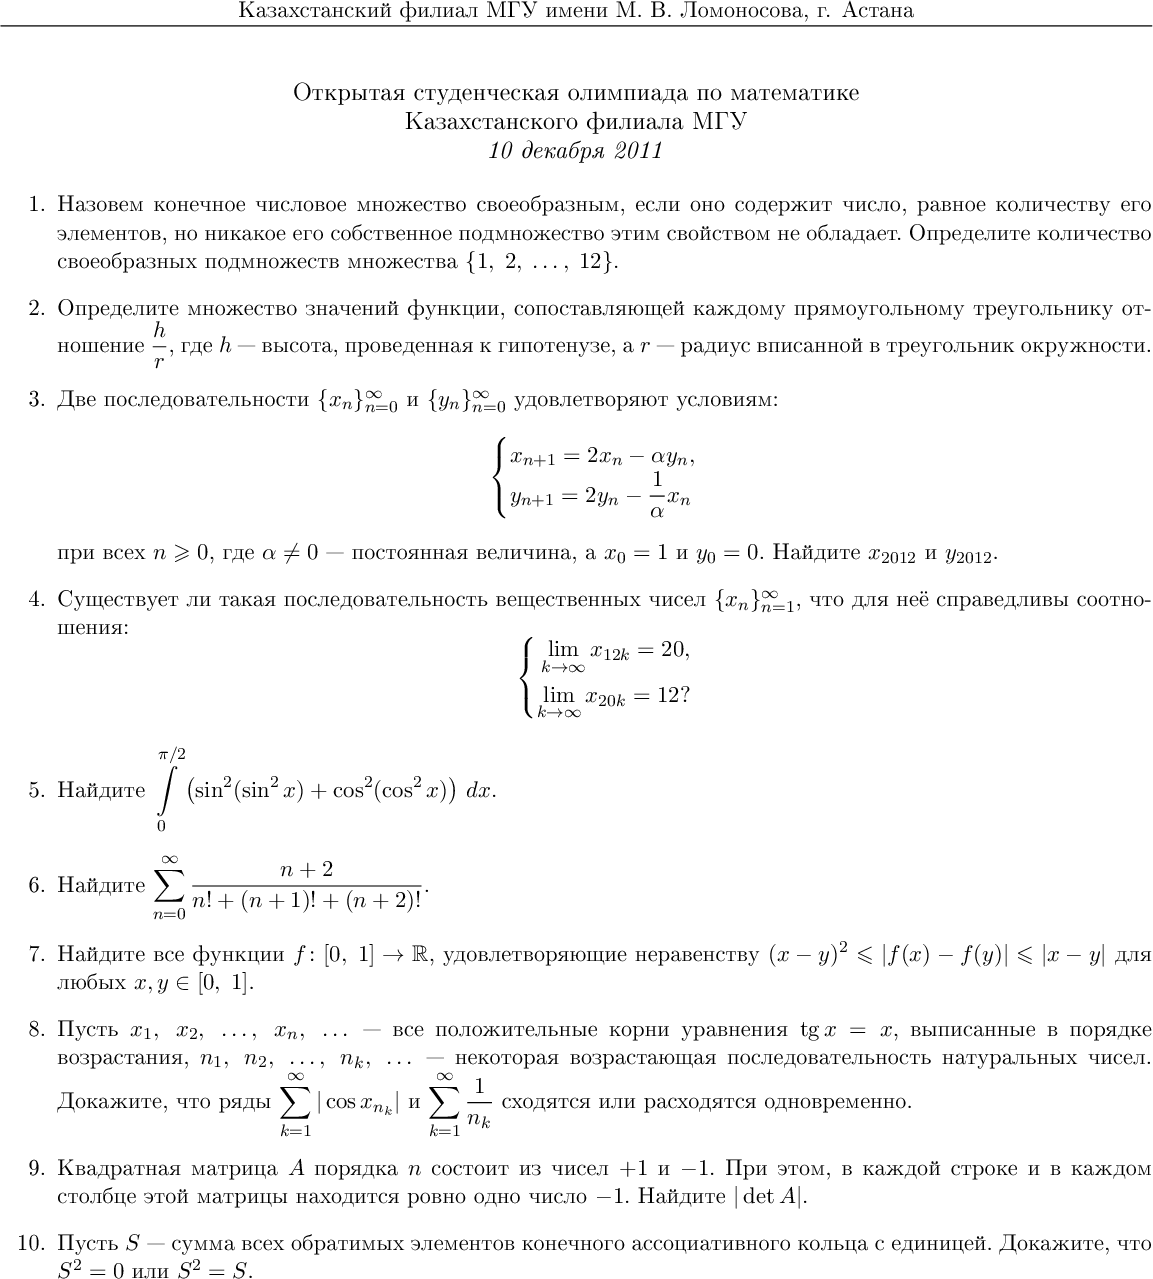 Казахстанский филиал МГУ имени М. В. Ломоносова, г. Астана
Открытая студенческая олимпиада по математике
Казахстанского филиала МГУ
10 декабря 2011
1. Назовем конечное числовое множество своеобразным, если оно содержит число, равное количеству его
элементов, но никакое его собственное подмножество этим свойством не обладает. Определите количество
своеобразных подмножеств множества {1, 2, ..., 12}.
2. Определите множество значений функции, сопоставляющей каждому прямоугольному треугольнику от-
ношение $\dfrac{h}{r}$, где h — высота, проведенная к гипотенузе, а r — радиус вписанной в треугольник окружности.
3. Две последовательности $\{x_n\}_{n=0}^{\infty}$ и $\{y_n\}_{n=0}^{\infty}$ удовлетворяют условиям:
$\begin{cases} x_{n+1} = 2x_n - \alpha y_n, \\ y_{n+1} = 2y_n - \dfrac{1}{\alpha} x_n \end{cases}$
при всех $n \geqslant 0$, где $\alpha \neq 0$ — постоянная величина, а $x_0 = 1$ и $y_0 = 0$. Найдите $x_{2012}$ и $y_{2012}$.
4. Существует ли такая последовательность вещественных чисел $\{x_n\}_{n=1}^{\infty}$, что для неё справедливы соотно-
шения:
$\begin{cases} \lim\limits_{k \to \infty} x_{12k} = 20, \\ \lim\limits_{k \to \infty} x_{20k} = 12? \end{cases}$
5. Найдите $\int\limits_0^{\pi/2} \left(\sin^2(\sin^2 x) + \cos^2(\cos^2 x)\right) dx$.
6. Найдите $\sum\limits_{n=0}^{\infty} \dfrac{n+2}{n! + (n+1)! + (n+2)!}$.
7. Найдите все функции $f \colon [0, 1] \to \mathbb{R}$, удовлетворяющие неравенству $(x-y)^2 \leqslant |f(x) - f(y)| \leqslant |x-y|$ для
любых $x, y \in [0, 1]$.
8. Пусть $x_1, x_2, \ldots, x_n, \ldots$ — все положительные корни уравнения $\operatorname{tg} x = x$, выписанные в порядке
возрастания, $n_1, n_2, \ldots, n_k, \ldots$ — некоторая возрастающая последовательность натуральных чисел.
Докажите, что ряды $\sum\limits_{k=1}^{\infty} |\cos x_{n_k}|$ и $\sum\limits_{k=1}^{\infty} \dfrac{1}{n_k}$ сходятся или расходятся одновременно.
9. Квадратная матрица A порядка n состоит из чисел +1 и −1. При этом, в каждой строке и в каждом
столбце этой матрицы находится ровно одно число −1. Найдите $|\det A|$.
10. Пусть S — сумма всех обратимых элементов конечного ассоциативного кольца с единицей. Докажите, что
$S^2 = 0$ или $S^2 = S$.